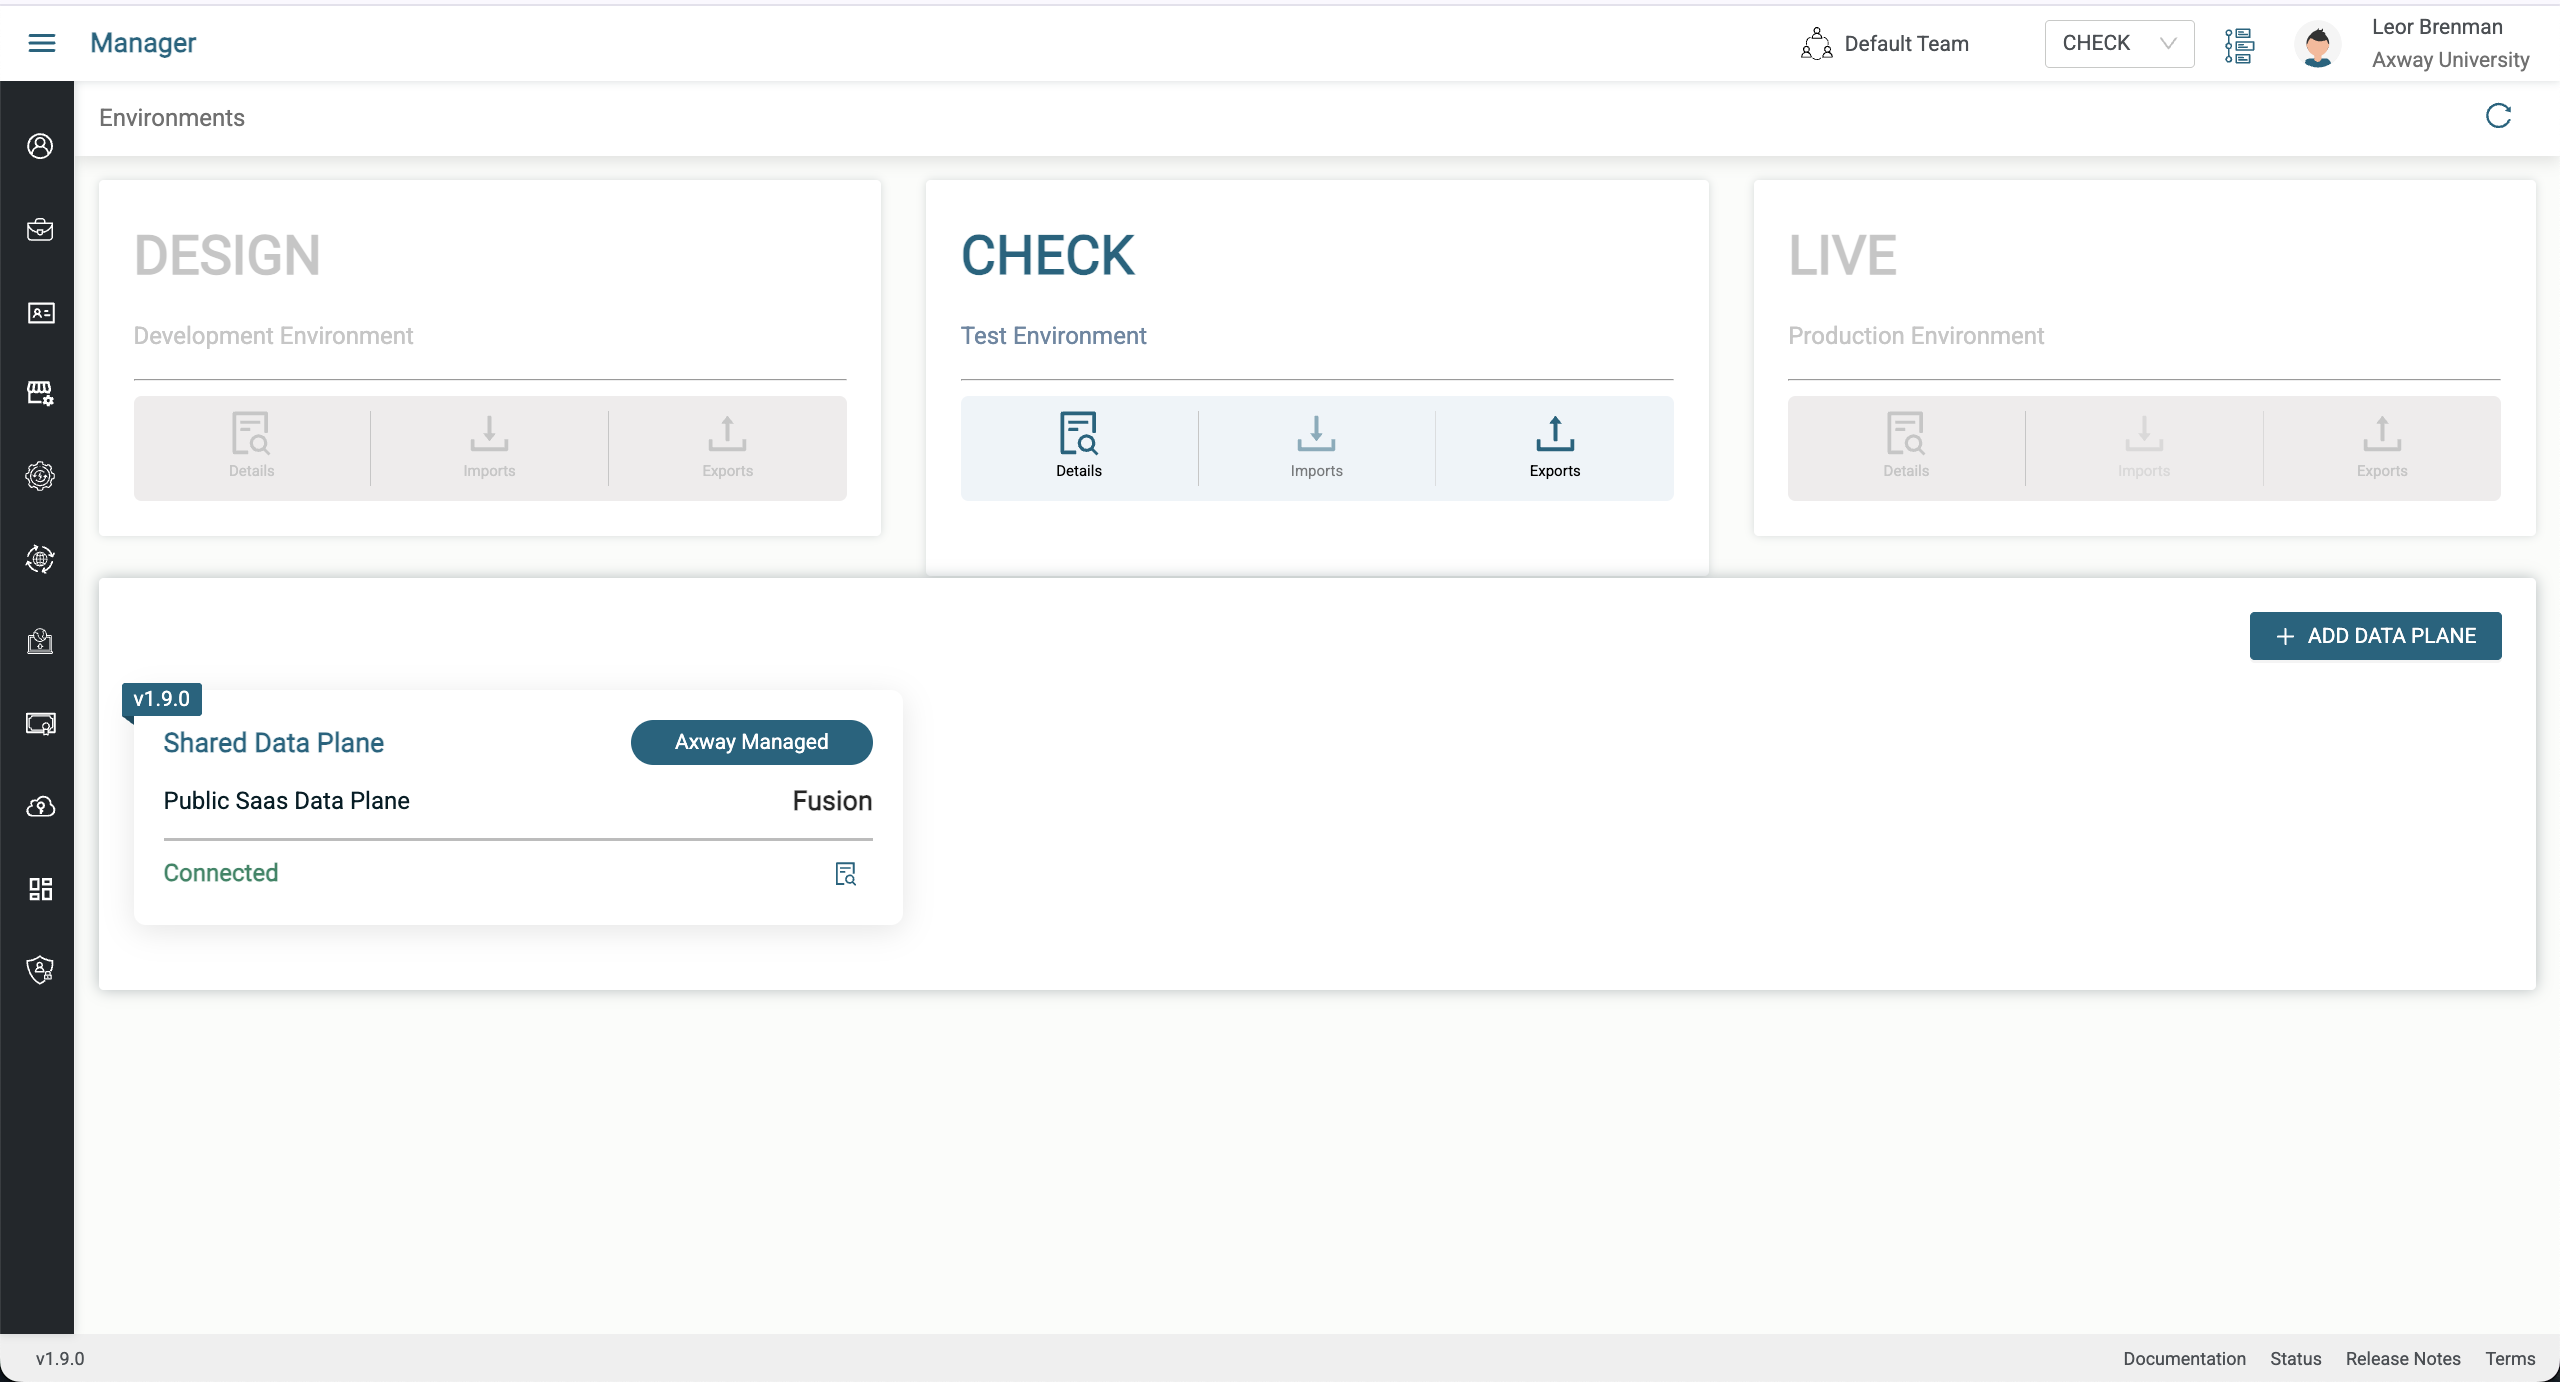 Manager
Default Team
CHECK
Leor Brenman
Axway University
Environments
DESIGN
Development Environment
Details
Imports
Exports
CHECK
Test Environment
Details
Imports
Exports
LIVE
Production Environment
Details
Imports
Exports
ADD DATA PLANE
v1.9.0
Shared Data Plane
Axway Managed
Public Saas Data Plane
Fusion
Connected
v1.9.0
Documentation
Status
Release Notes
Terms